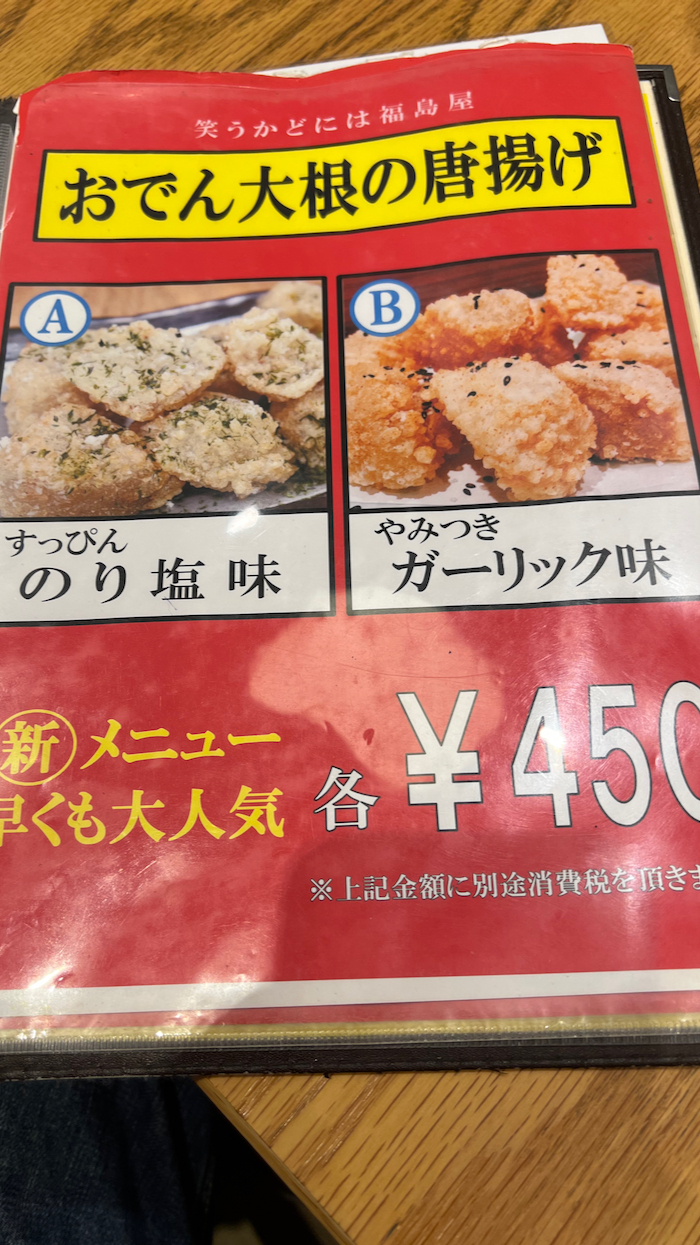 笑うかどには福島屋
おでん大根の唐揚げ
A
B
すっぴん
のり塩味
やみつき
ガーリック味
新メニュー
早くも大人気
各¥450
※上記金額に別途消費税を頂きま